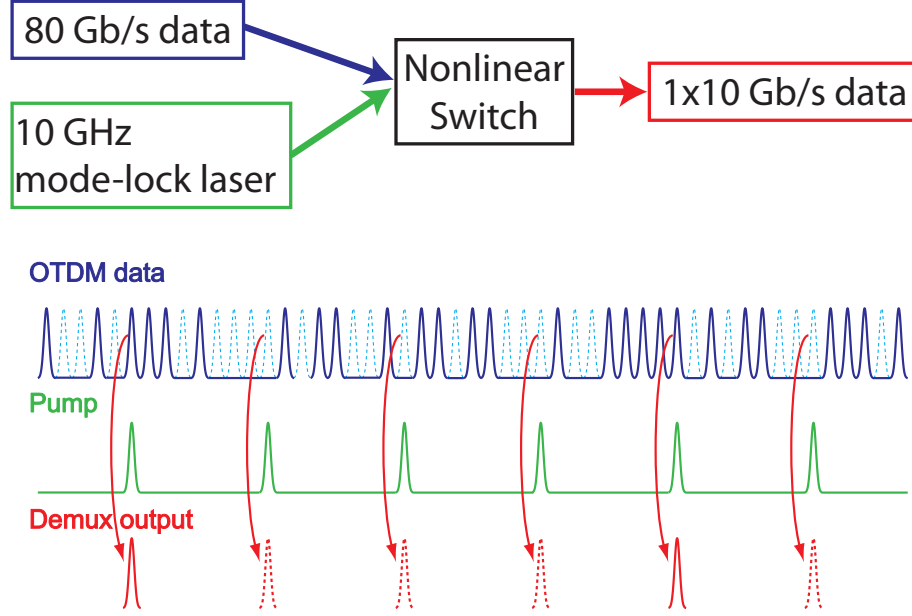 80 Gb/s data
10 GHz
mode-lock laser
Nonlinear
Switch
1x10 Gb/s data
OTDM data
Pump
Demux output